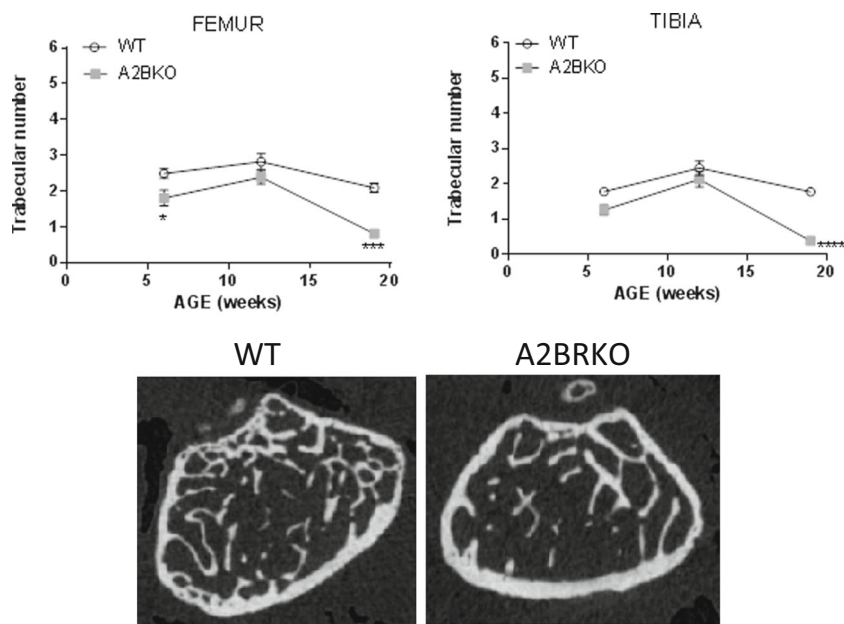 FEMUR
WT
A2BKO
Trabecular number
6
5
4
3
2
1
0
*
***
0 5 10 15 20
AGE (weeks)
TIBIA
WT
A2BKO
Trabecular number
6
5
4
3
2
1
0
****
0 5 10 15 20
AGE (weeks)
WT
A2BRKO